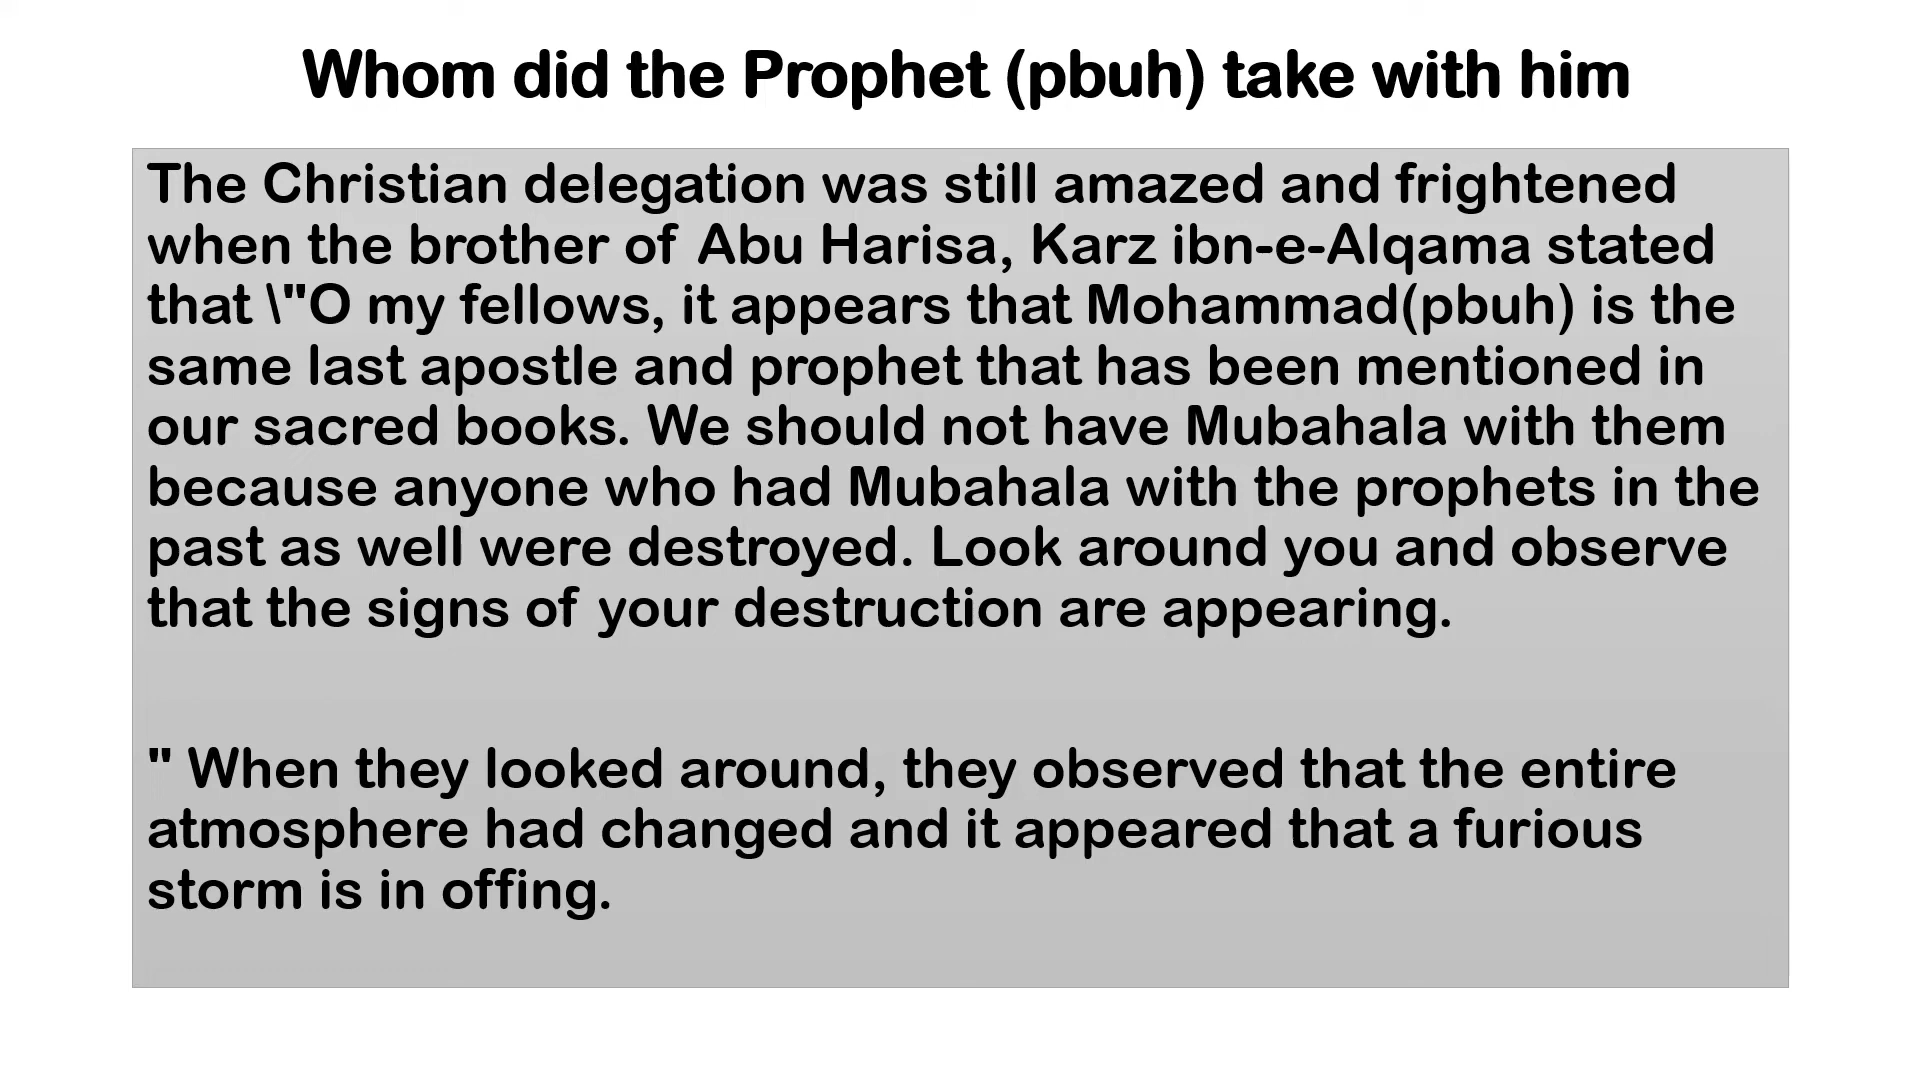 Whom did the Prophet (pbuh) take with him
The Christian delegation was still amazed and frightened
when the brother of Abu Harisa, Karz ibn-e-Alqama stated
that \"O my fellows, it appears that Mohammad(pbuh) is the
same last apostle and prophet that has been mentioned in
our sacred books. We should not have Mubahala with them
because anyone who had Mubahala with the prophets in the
past as well were destroyed. Look around you and observe
that the signs of your destruction are appearing.
" When they looked around, they observed that the entire
atmosphere had changed and it appeared that a furious
storm is in offing.